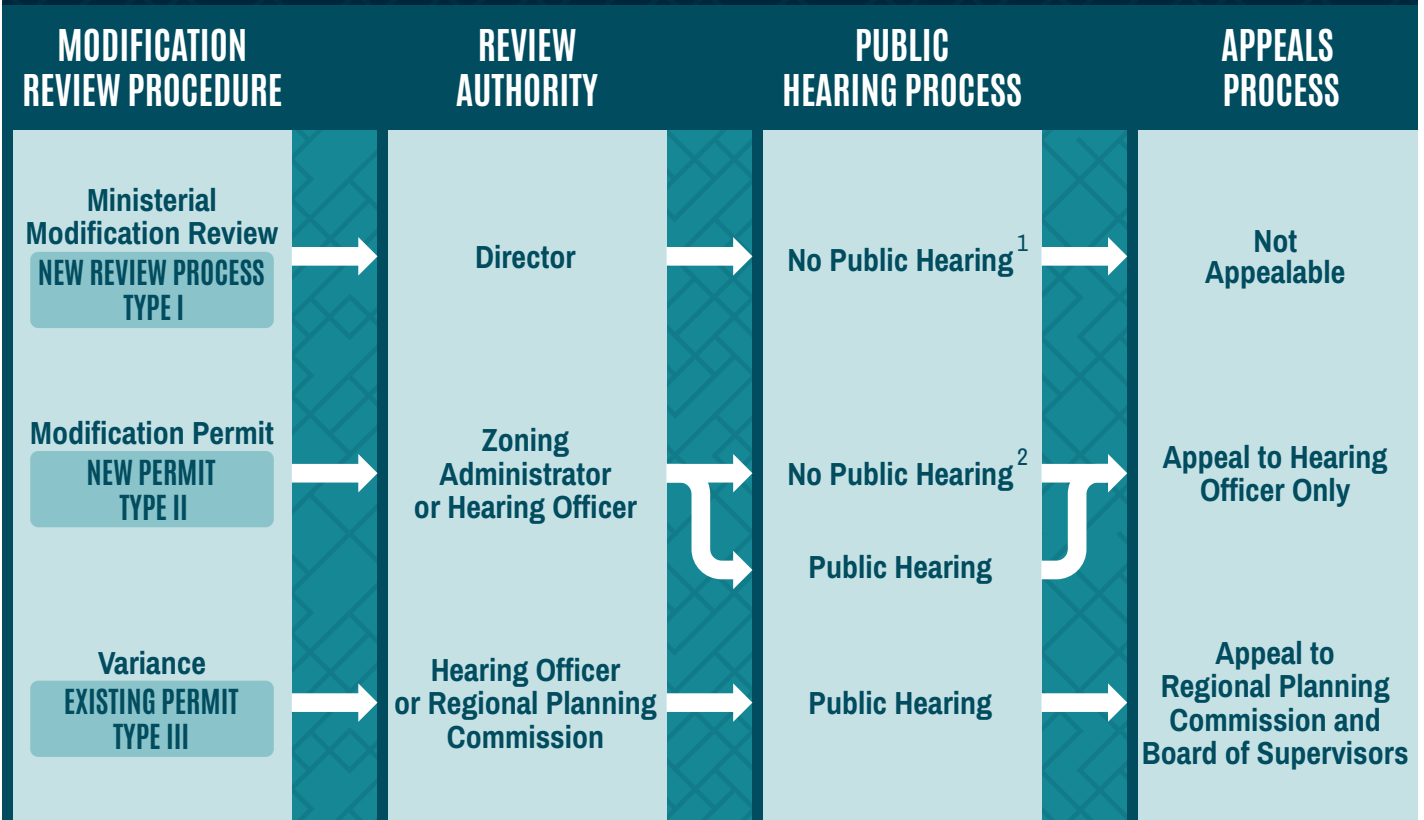 MODIFICATION
REVIEW PROCEDURE
REVIEW
AUTHORITY
PUBLIC
HEARING PROCESS
APPEALS
PROCESS
Ministerial
Modification Review
NEW REVIEW PROCESS
TYPE I
Director
No Public Hearing 1
Not
Appealable
Modification Permit
NEW PERMIT
TYPE II
Zoning
Administrator
or Hearing Officer
No Public Hearing 2
Public Hearing
Appeal to Hearing
Officer Only
Variance
EXISTING PERMIT
TYPE III
Hearing Officer
or Regional Planning
Commission
Public Hearing
Appeal to
Regional Planning
Commission and
Board of Supervisors